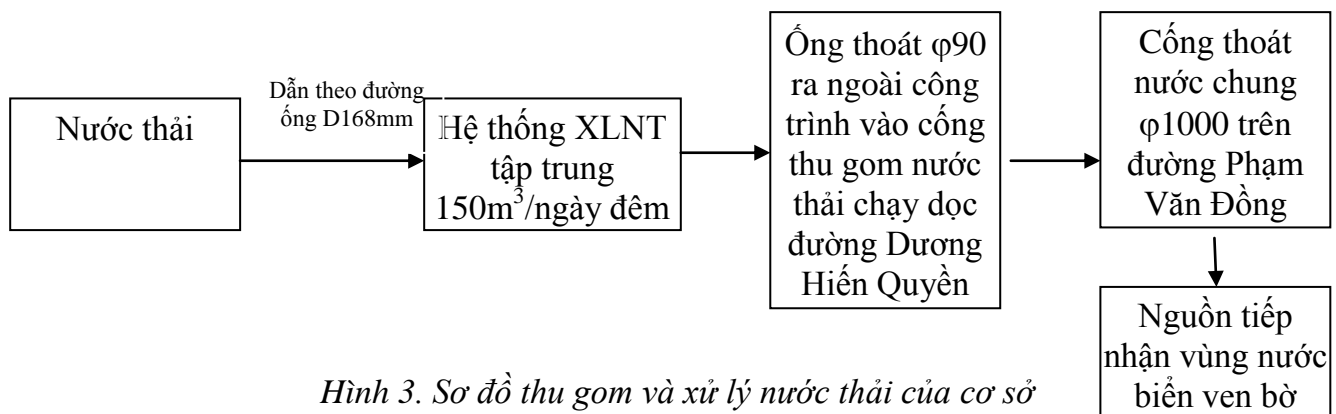 Nước thải
Dẫn theo đường
ống D168mm
Hệ thống XLNT
tập trung
150m³/ngày đêm
Ống thoát φ90
ra ngoài công
trình vào cống
thu gom nước
thải chạy dọc
đường Dương
Hiến Quyền
Cống thoát
nước chung
φ1000 trên
đường Phạm
Văn Đồng
Nguồn tiếp
nhận vùng nước
biển ven bờ
Hình 3. Sơ đồ thu gom và xử lý nước thải của cơ sở